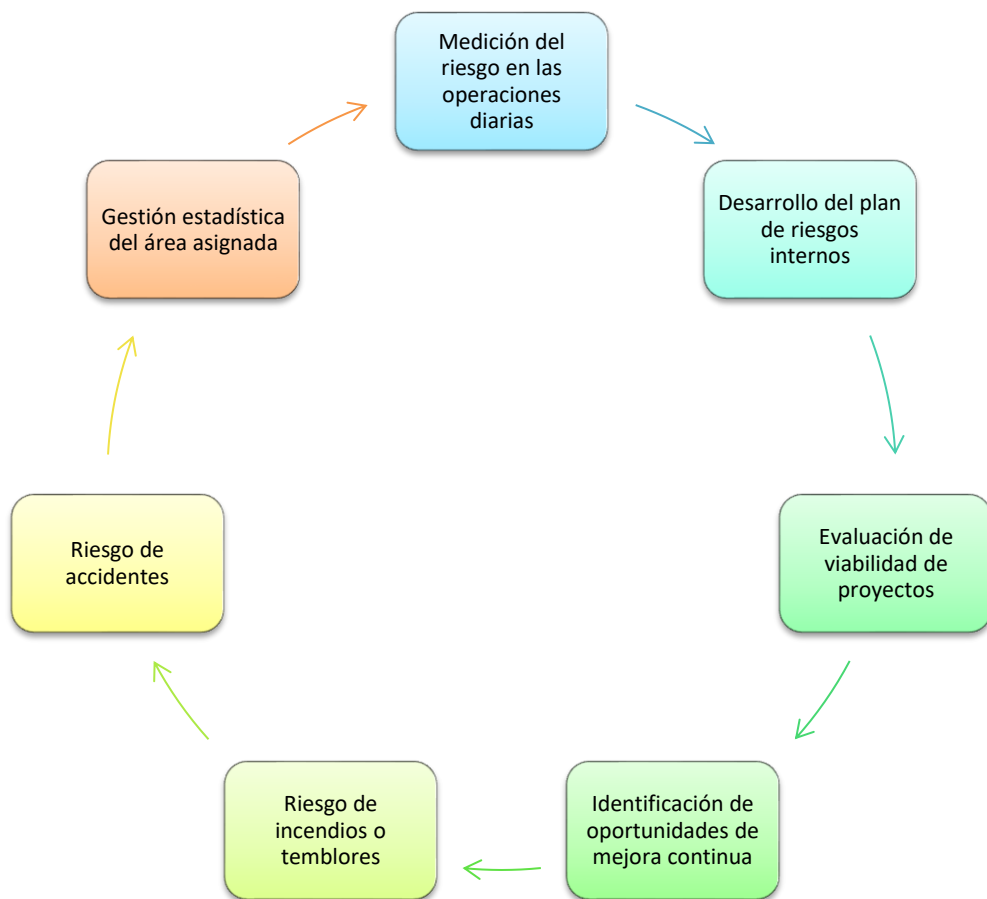 Medición del
riesgo en las
operaciones
diarias
Desarrollo del plan
de riesgos
internos
Evaluación de
viabilidad de
proyectos
Identificación de
oportunidades de
mejora continua
Riesgo de
incendios o
temblores
Riesgo de
accidentes
Gestión estadística
del área asignada